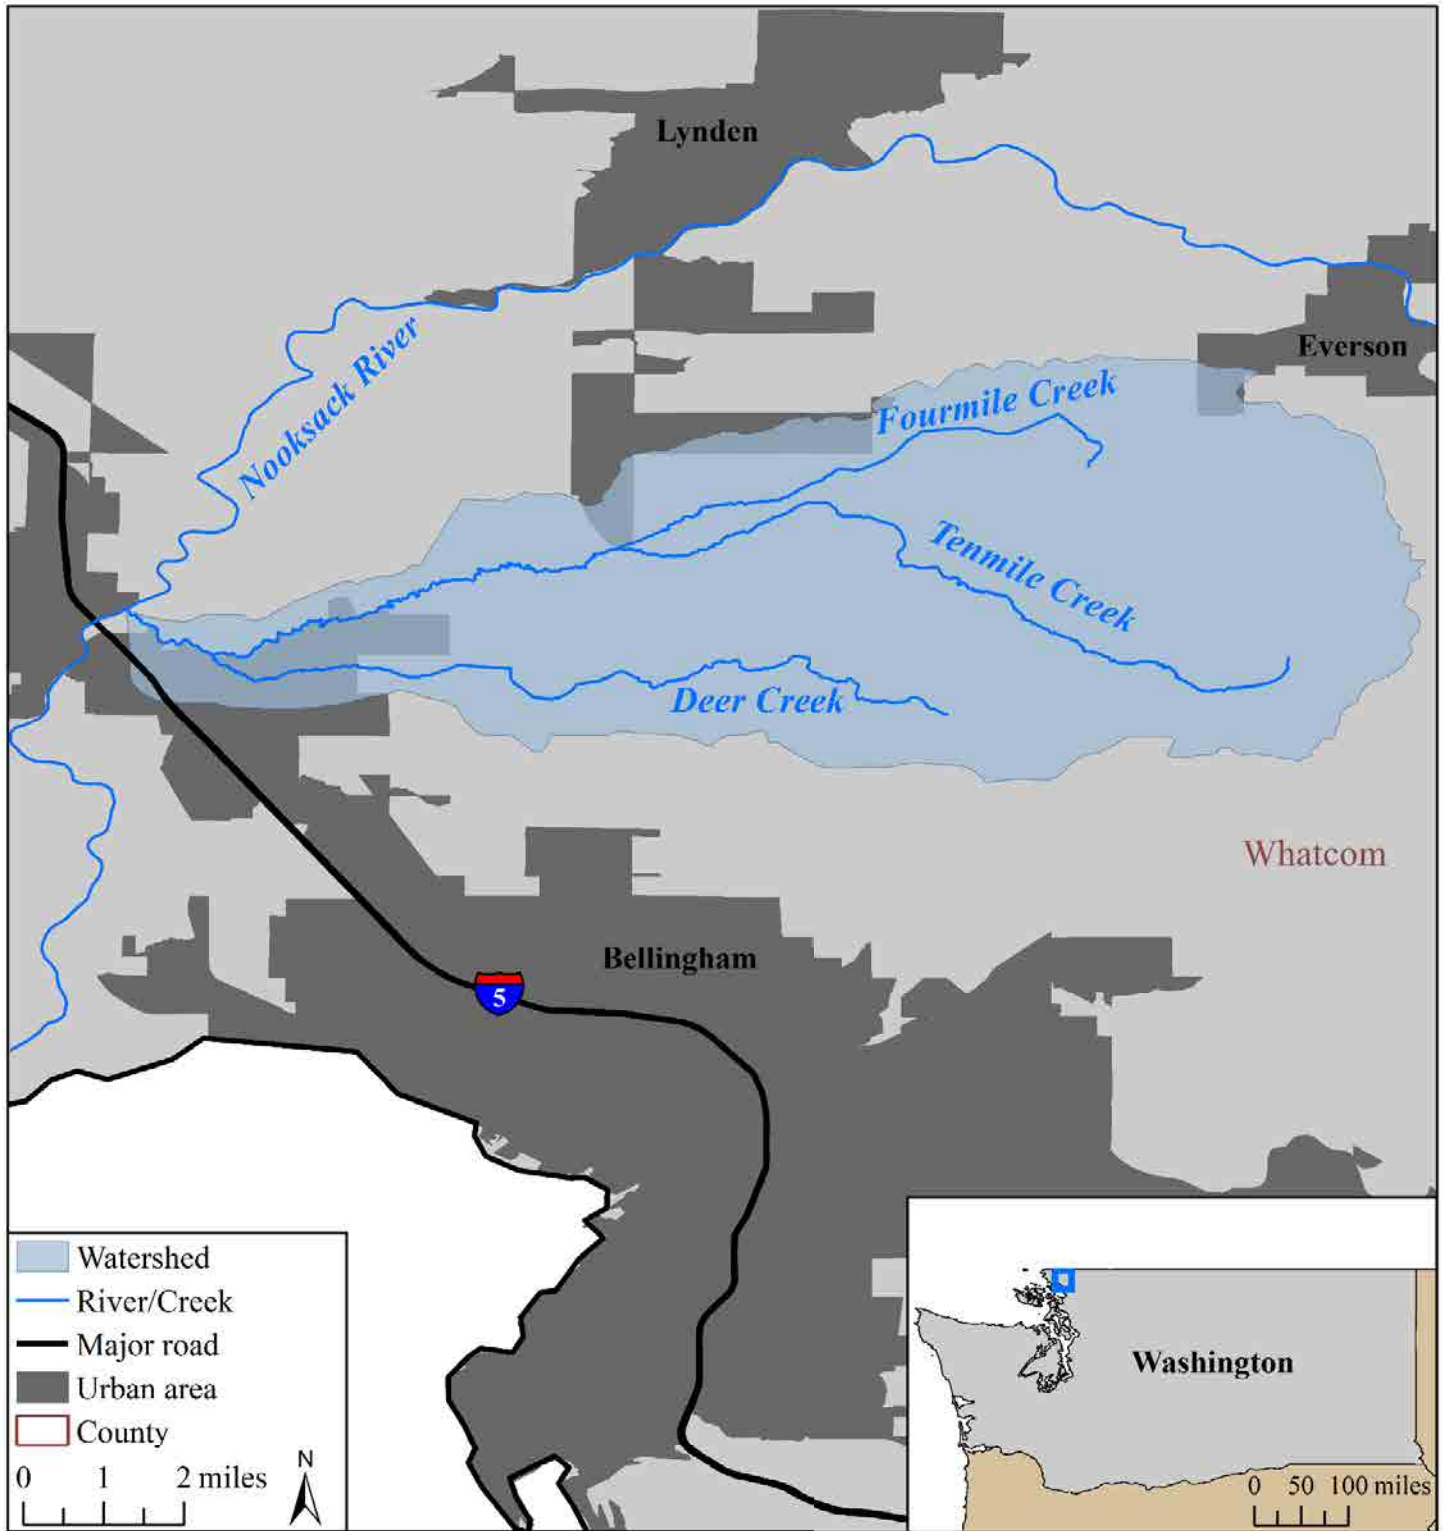 Lynden
Everson
Nooksack River
Fourmile Creek
Tenmile Creek
Deer Creek
Whatcom
Bellingham
5
Watershed
River/Creek
Major road
Urban area
County
0 1 2 miles
N
Washington
0 50 100 miles